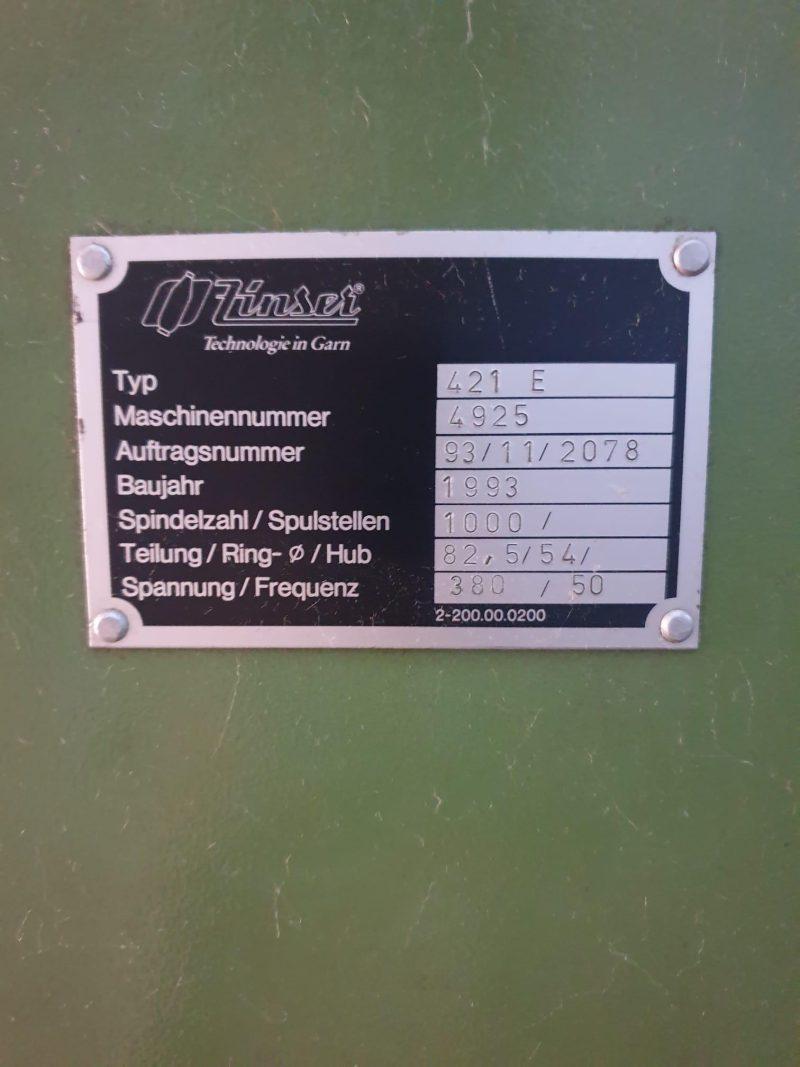 Zinser®
Technologie in Garn
Typ 421 E
Maschinennummer 4925
Auftragsnummer 93/11/2078
Baujahr 1993
Spindelzahl / Spulstellen 1000 /
Teilung / Ring- ø / Hub 82,5/54/
Spannung / Frequenz 380 / 50
2-200.00.0200